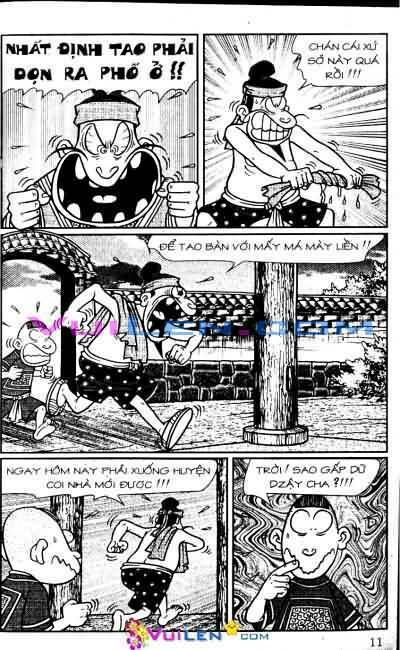 NHẤT ĐỊNH TAO PHẢI
DỌN RA PHỐ Ở !!
CHÁN CÁI XỨ
SỞ NÀY QUÁ
RỒI !!!
ĐỂ TAO BÀN VỚI MẤY MÁ MÀY LIỀN !!
VUILEN.COM
NGAY HÔM NAY PHẢI XUỐNG HUYỆN
COI NHÀ MỚI ĐƯỢC !!!
TRỜI ! SAO GẤP DỮ
DZẬY CHA ?!!!
VUILEN.COM
11